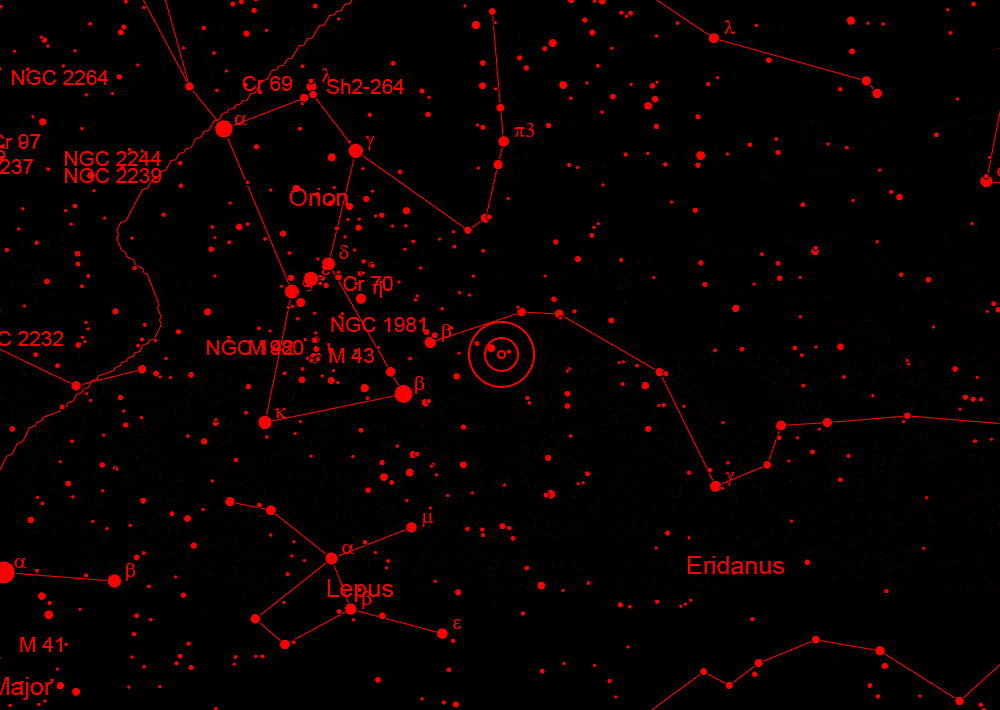 λ
NGC 2264
Cr 69
λ
Sh2-264
α
π3
Cr 97
γ
237
NGC 2244
NGC 2239
Orion
δ
ε
Cr 70
η
NGC 1981
β
C 2232
M 43
β
κ
γ
μ
α
Eridanus
α
β
Lepus
β
ε
M 41
Major